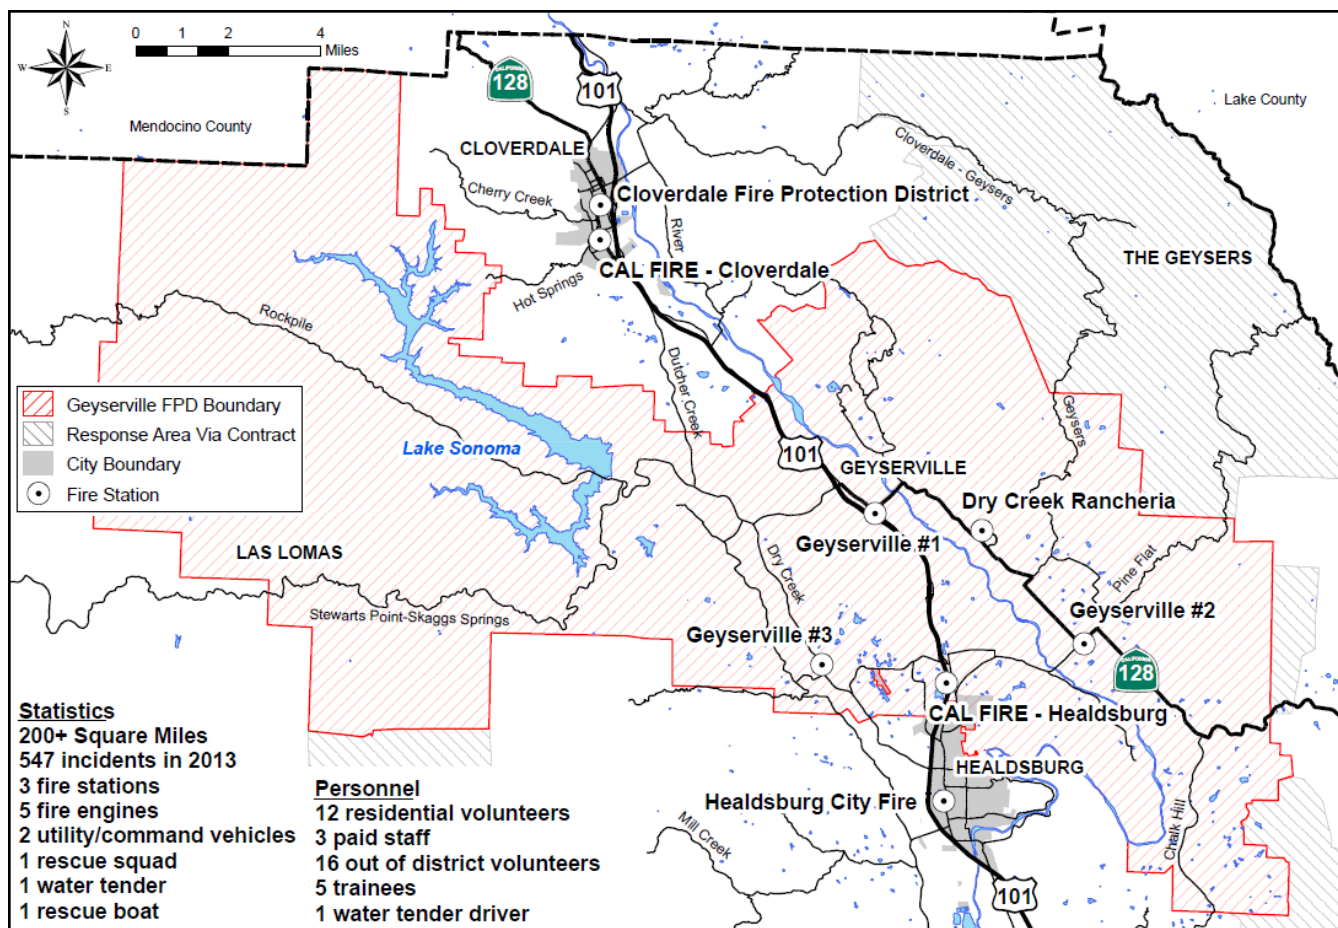 N
W E
S
0 1 2 4
Miles
Mendocino County
Lake County
CALIFORNIA
128
101
CLOVERDALE
Cherry Creek
Cloverdale Fire Protection District
Cloverdale - Geysers
River
THE GEYSERS
CAL FIRE - Cloverdale
Hot Springs
Rockpile
Dutcher Creek
Geysers
Geyserville FPD Boundary
Response Area Via Contract
City Boundary
Fire Station
Lake Sonoma
101
GEYSERVILLE
Dry Creek Rancheria
Geyserville #1
LAS LOMAS
Dry Creek
Pine Flat
Stewarts Point-Skaggs Springs
Geyserville #2
Geyserville #3
CALIFORNIA
128
CAL FIRE - Healdsburg
HEALDSBURG
Healdsburg City Fire
Mill Creek
Chalk Hill
101
Statistics
200+ Square Miles
547 incidents in 2013
3 fire stations
5 fire engines
2 utility/command vehicles
1 rescue squad
1 water tender
1 rescue boat
Personnel
12 residential volunteers
3 paid staff
16 out of district volunteers
5 trainees
1 water tender driver